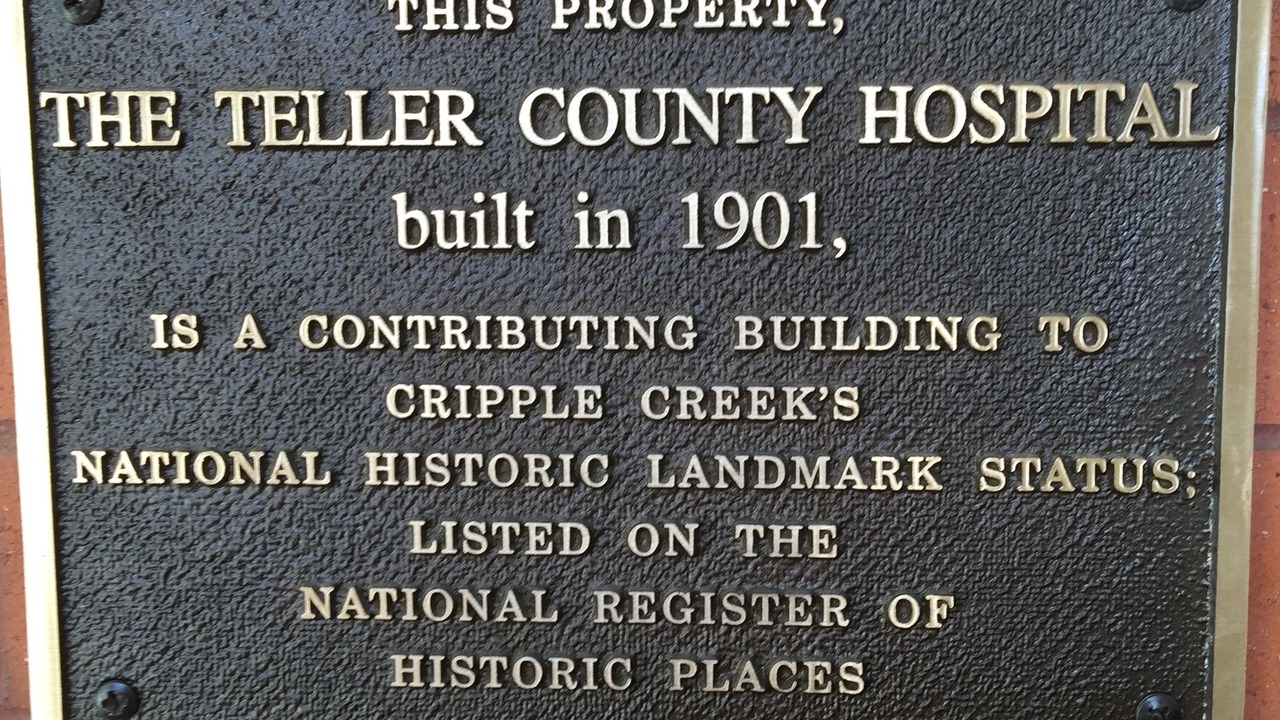 THIS PROPERTY,
THE TELLER COUNTY HOSPITAL
built in 1901,
IS A CONTRIBUTING BUILDING TO
CRIPPLE CREEK'S
NATIONAL HISTORIC LANDMARK STATUS;
LISTED ON THE
NATIONAL REGISTER OF
HISTORIC PLACES